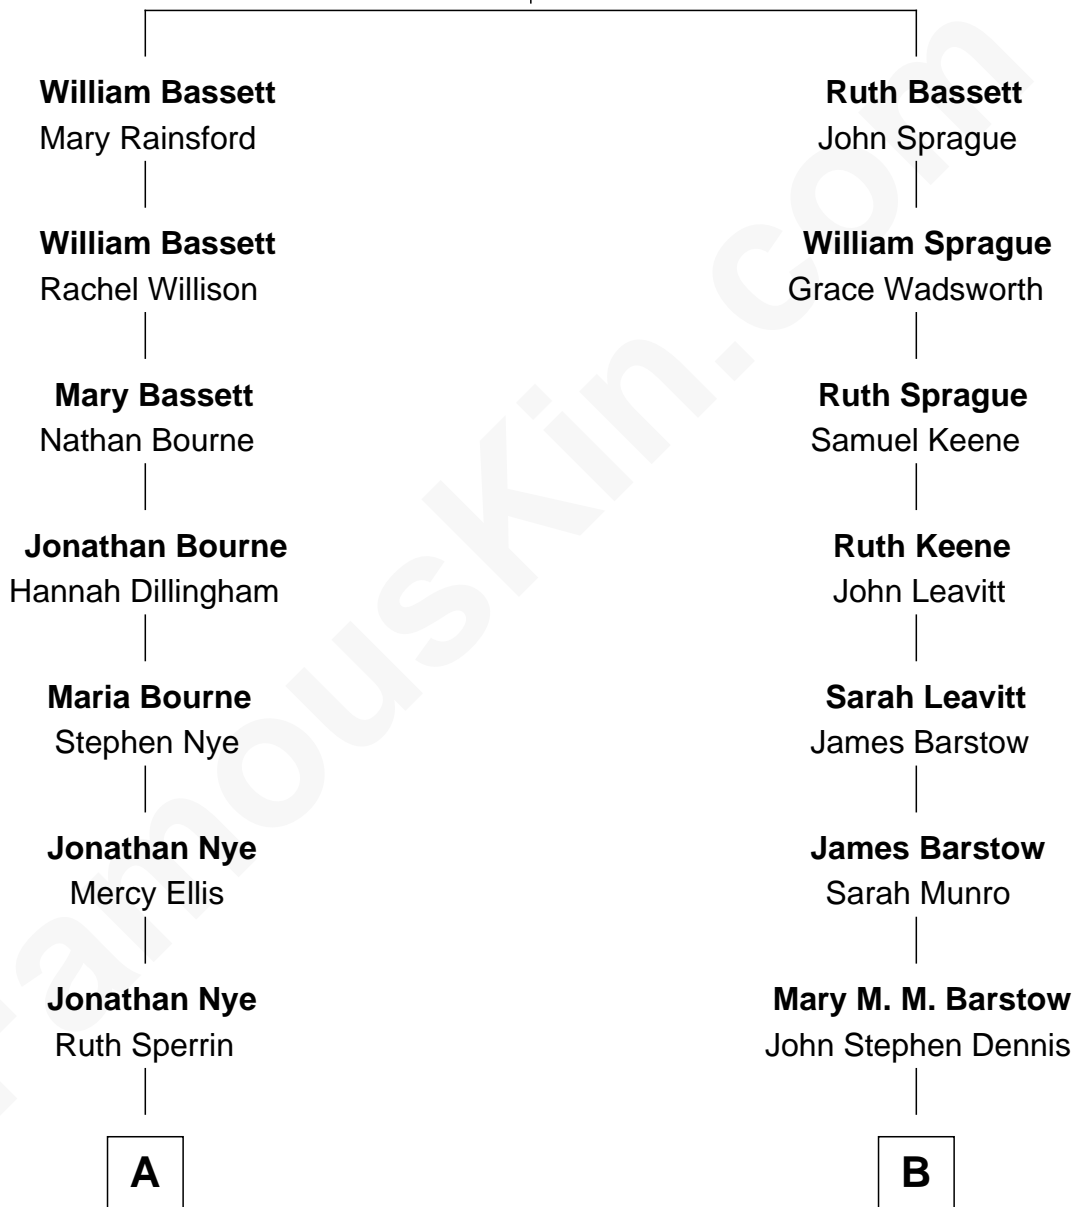 William Bassett
Mary Rainsford
William Bassett
Rachel Willison
Mary Bassett
Nathan Bourne
Jonathan Bourne
Hannah Dillingham
Maria Bourne
Stephen Nye
Jonathan Nye
Mercy Ellis
Jonathan Nye
Ruth Sperrin
A
Ruth Bassett
John Sprague
William Sprague
Grace Wadsworth
Ruth Sprague
Samuel Keene
Ruth Keene
John Leavitt
Sarah Leavitt
James Barstow
James Barstow
Sarah Munro
Mary M. M. Barstow
John Stephen Dennis
B
FamousKin.com